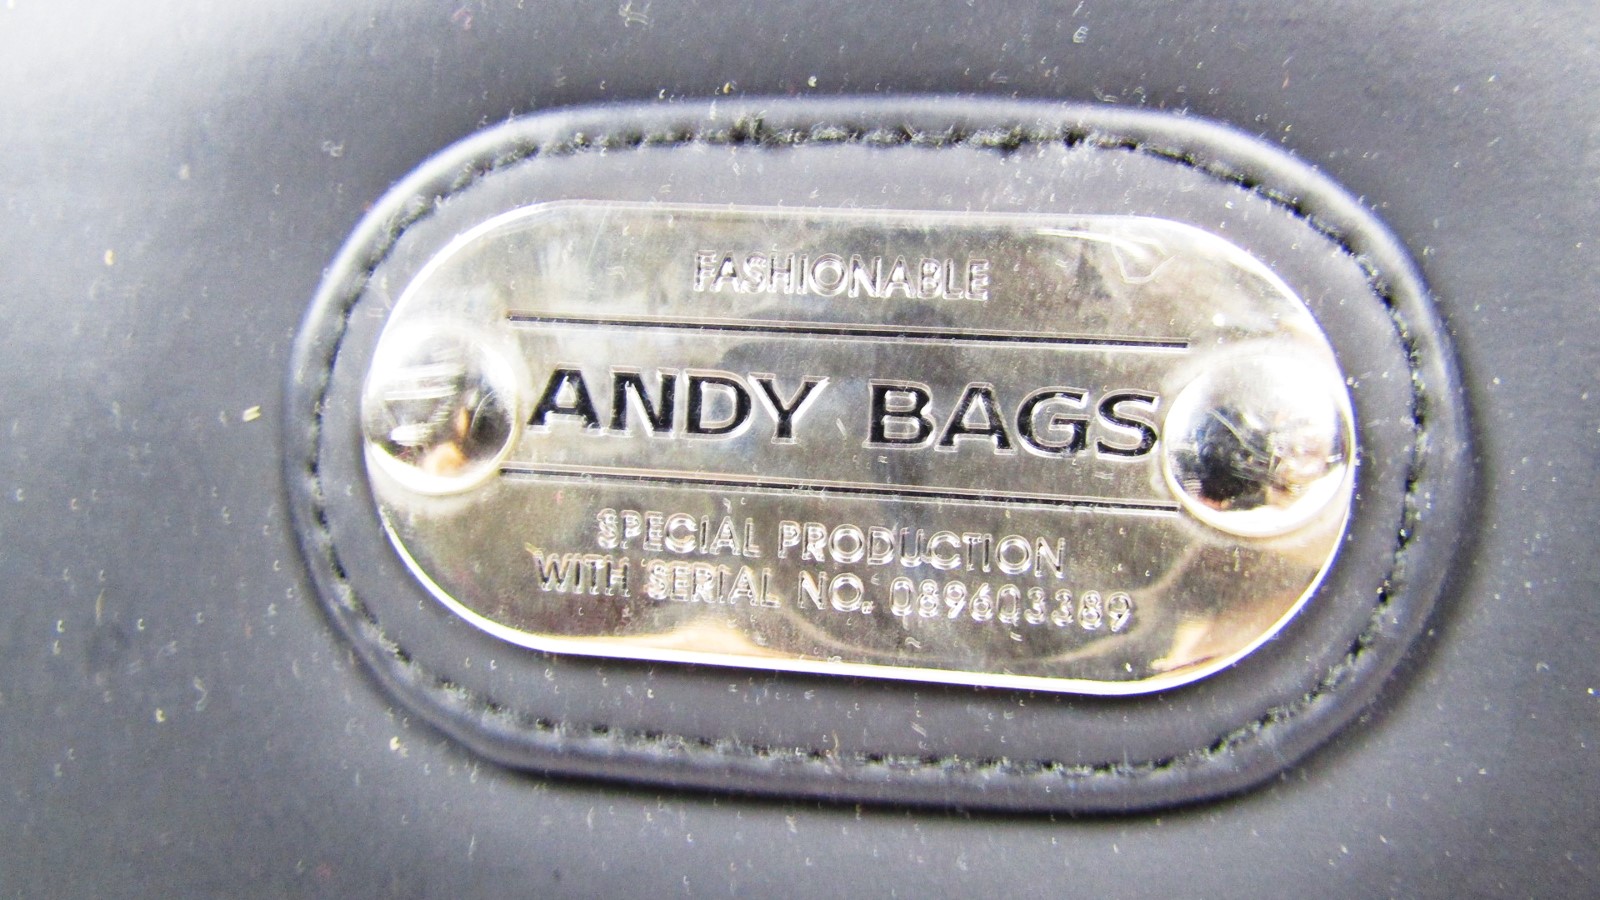 FASHIONABLE
ANDY BAGS
SPECIAL PRODUCTION
WITH SERIAL NO. 089603389